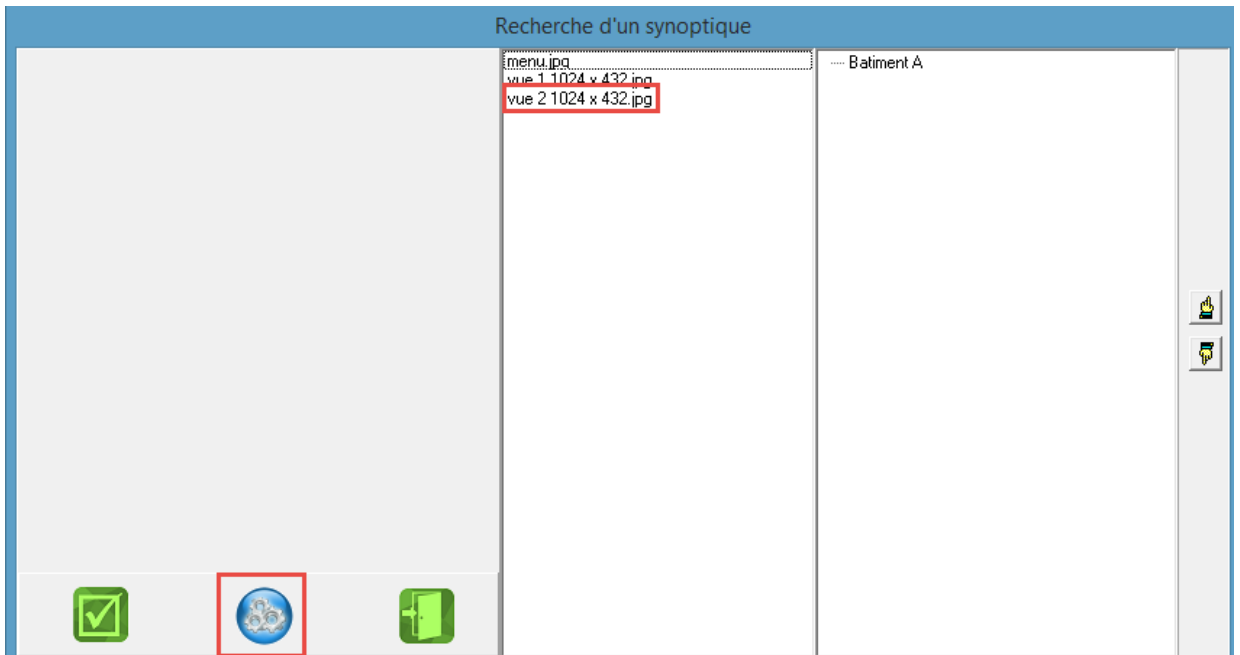 Recherche d'un synoptique
menu.jpg
vue 1 1024 x 432.jpg
vue 2 1024 x 432.jpg
Batiment A